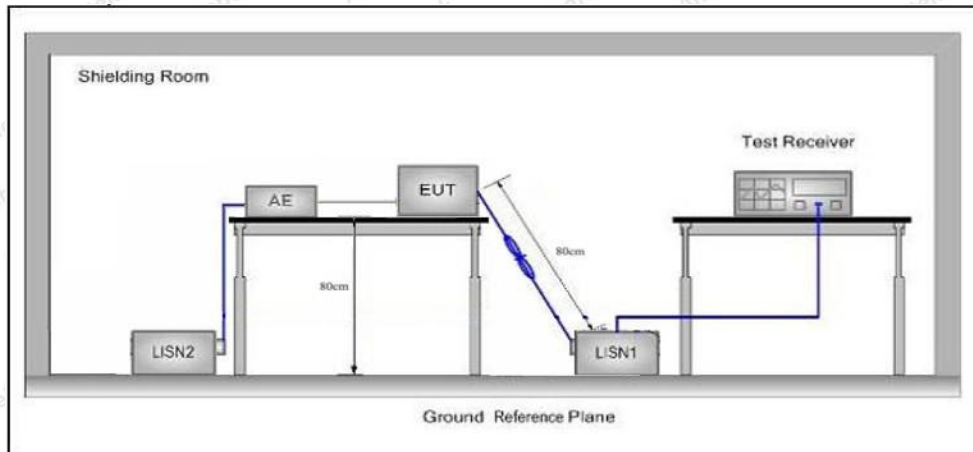 Shielding Room
Test Receiver
AE
EUT
80cm
80cm
LISN2
LISN1
Ground Reference Plane